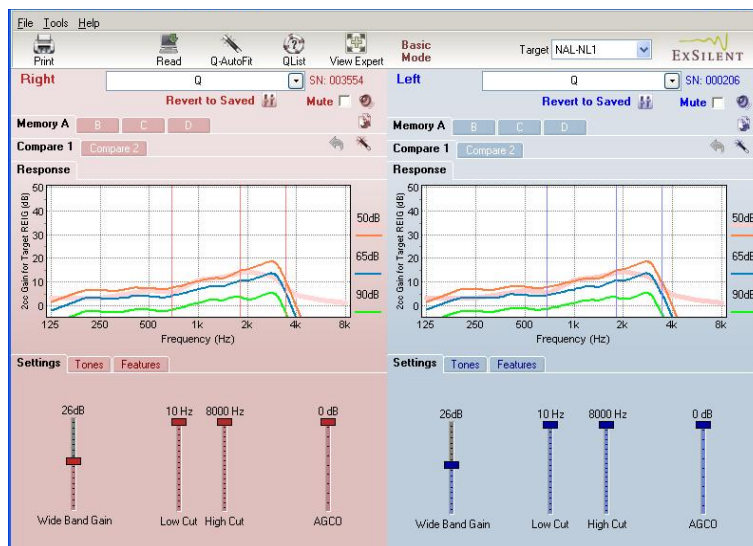 File Tools Help
Print Read Q-AutoFit QList View Expert Basic Mode Target NAL-NL1 EXSILENT
Right Q SN: 003554
Revert to Saved Mute
Memory A B C D
Compare 1 Compare 2
Response
2cc Gain for Target REIG (dB)
50
40
30
20
10
0
50dB
65dB
90dB
125 250 500 1k 2k 4k 8k
Frequency (Hz)
Settings Tones Features
26dB 10 Hz 8000 Hz 0 dB
Wide Band Gain Low Cut High Cut AGCO
Left Q SN: 000206
Revert to Saved Mute
Memory A B C D
Compare 1 Compare 2
Response
2cc Gain for Target REIG (dB)
50
40
30
20
10
0
50dB
65dB
90dB
125 250 500 1k 2k 4k 8k
Frequency (Hz)
Settings Tones Features
26dB 10 Hz 8000 Hz 0 dB
Wide Band Gain Low Cut High Cut AGCO